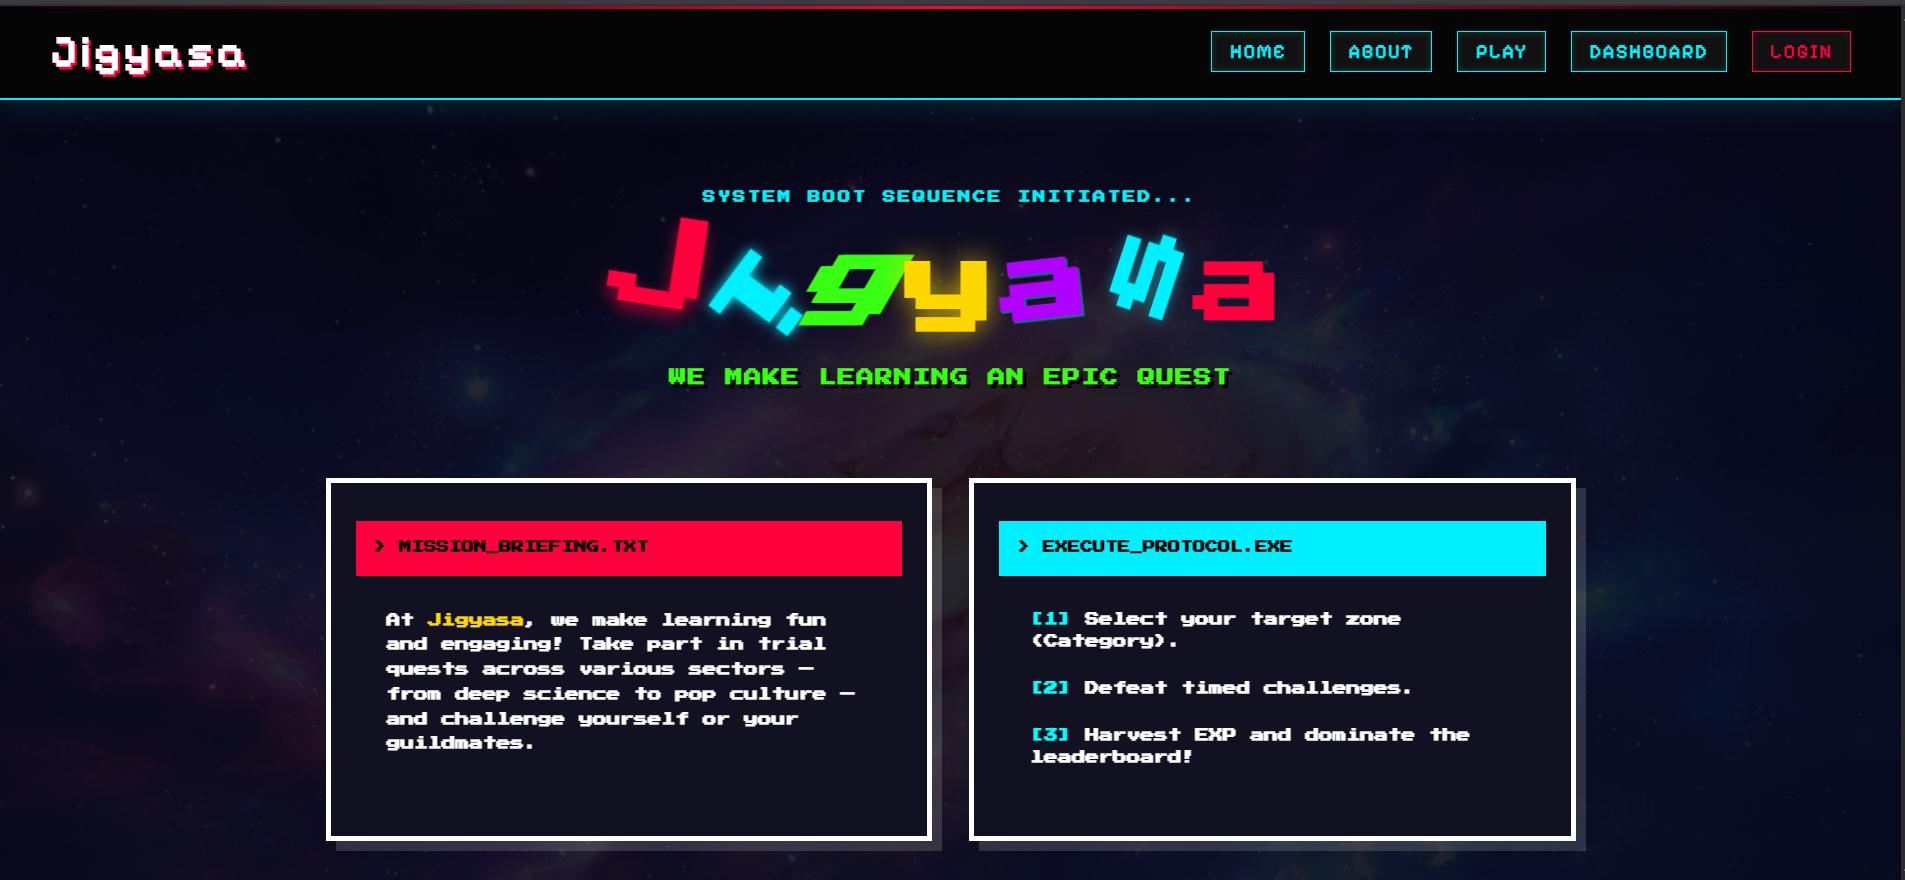 Jigyasa
HOME
ABOUT
PLAY
DASHBOARD
LOGIN
SYSTEM BOOT SEQUENCE INITIATED...
Jigyasa
WE MAKE LEARNING AN EPIC QUEST
> MISSION_BRIEFING.TXT
At Jigyasa, we make learning fun
and engaging! Take part in trial
quests across various sectors —
from deep science to pop culture —
and challenge yourself or your
guildmates.
> EXECUTE_PROTOCOL.EXE
[1] Select your target zone
(Category).
[2] Defeat timed challenges.
[3] Harvest EXP and dominate the
leaderboard!